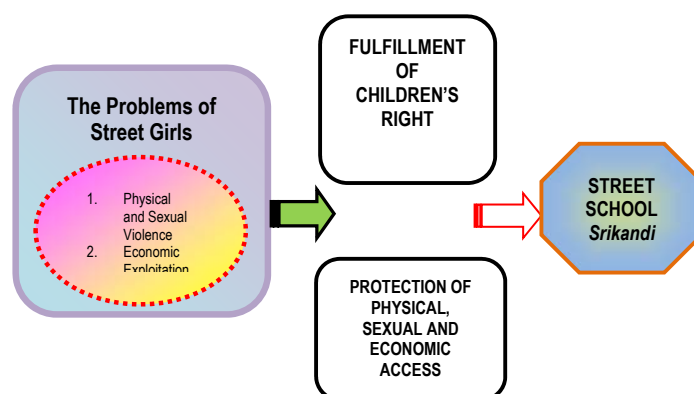 The Problems of
Street Girls
1. Physical
and Sexual
Violence
2. Economic
Exploitation
FULFILLMENT
OF
CHILDREN'S
RIGHT
PROTECTION OF
PHYSICAL,
SEXUAL AND
ECONOMIC
ACCESS
STREET
SCHOOL
Srikandi